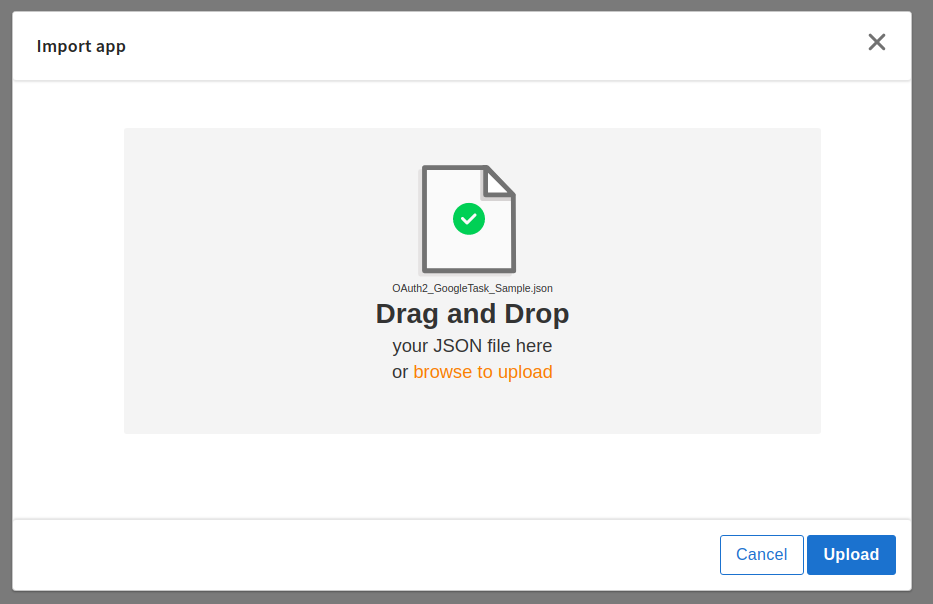 Import app
OAuth2_GoogleTask_Sample.json
Drag and Drop
your JSON file here
or browse to upload
Cancel Upload